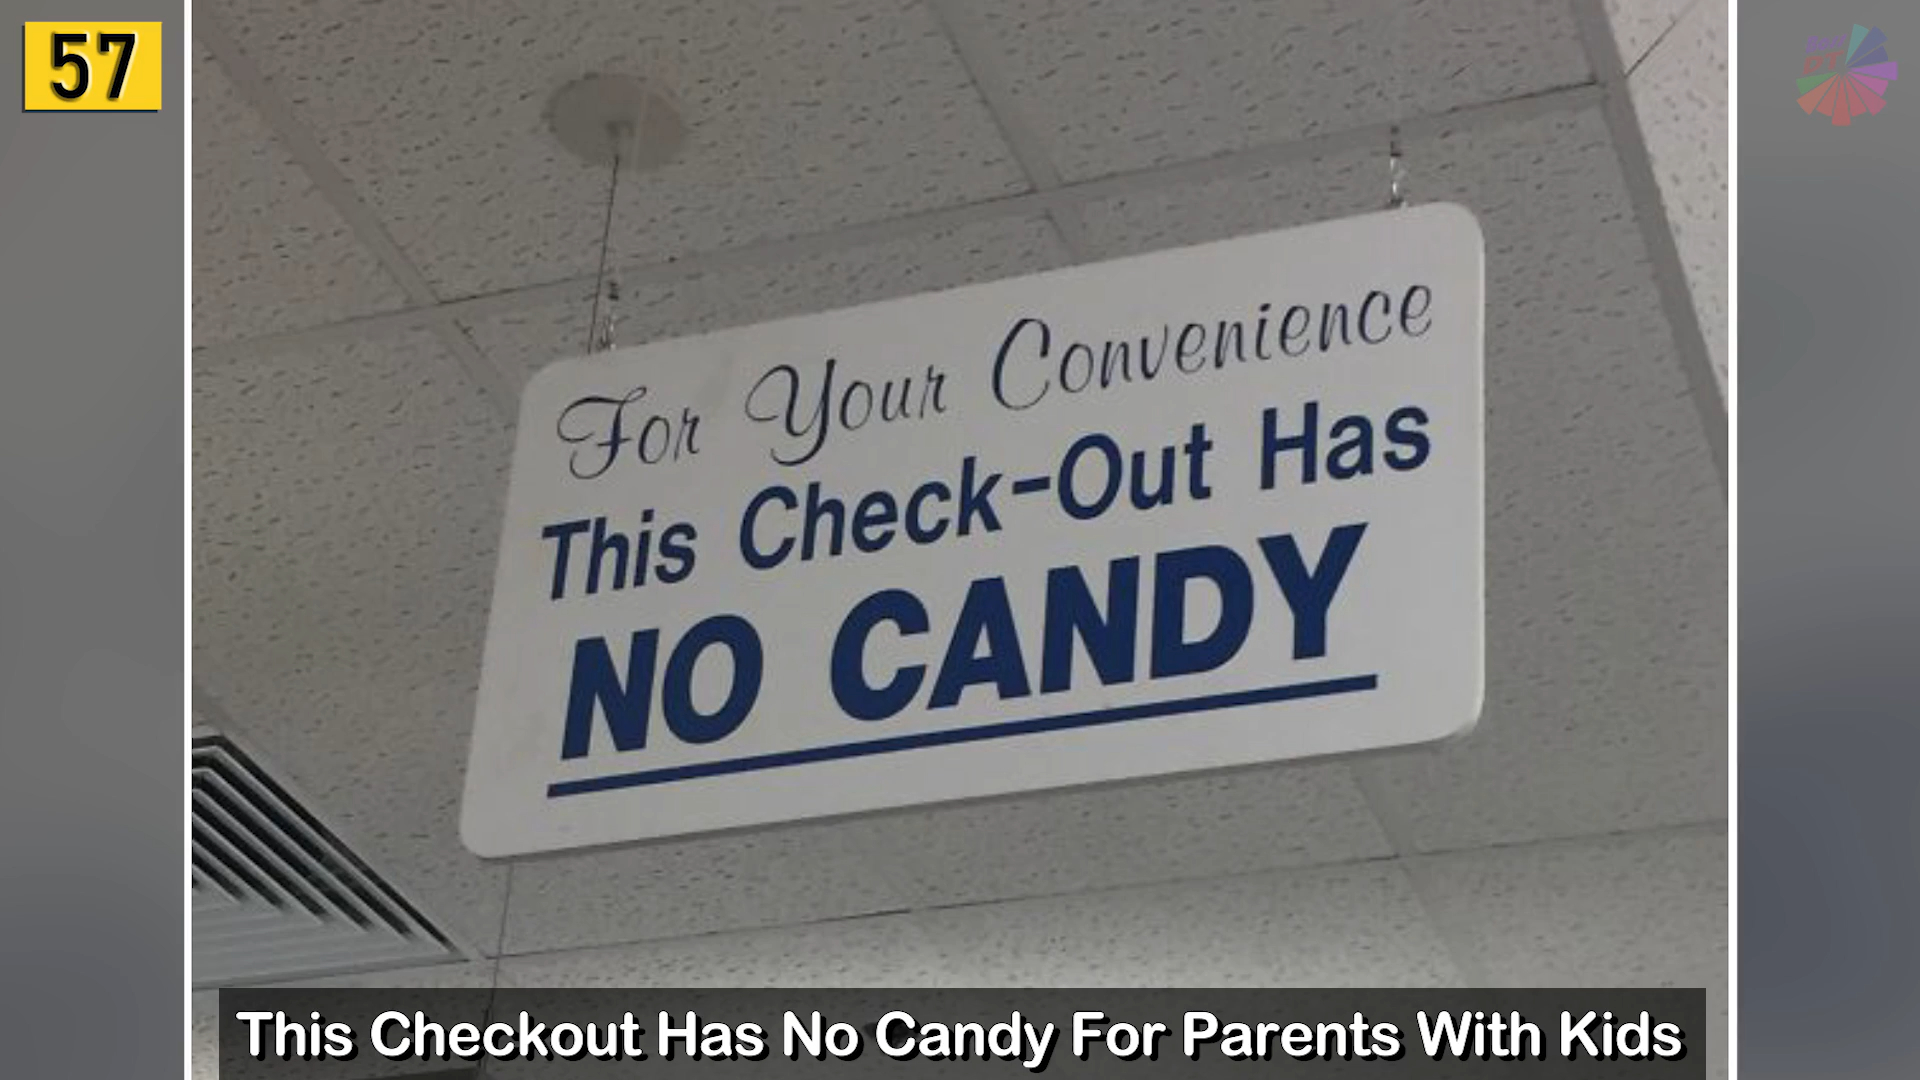 57
For Your Convenience
This Check-Out Has
NO CANDY
This Checkout Has No Candy For Parents With Kids